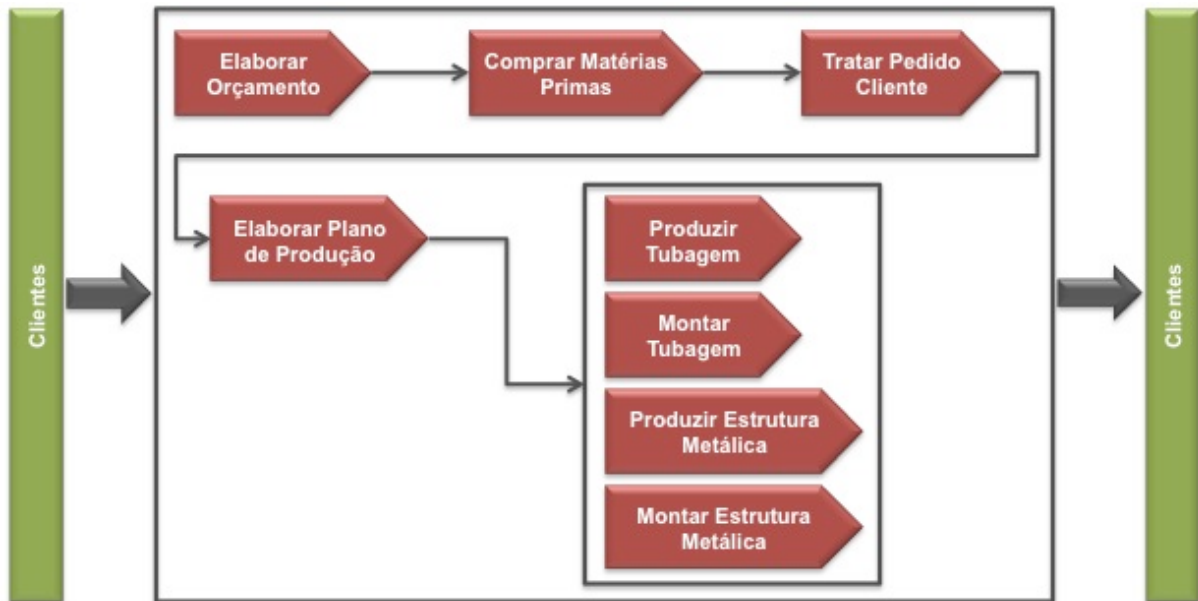 Clientes
Elaborar
Orçamento
Comprar Matérias
Primas
Tratar Pedido
Cliente
Elaborar Plano
de Produção
Produzir
Tubagem
Montar
Tubagem
Produzir Estrutura
Metálica
Montar Estrutura
Metálica
Clientes